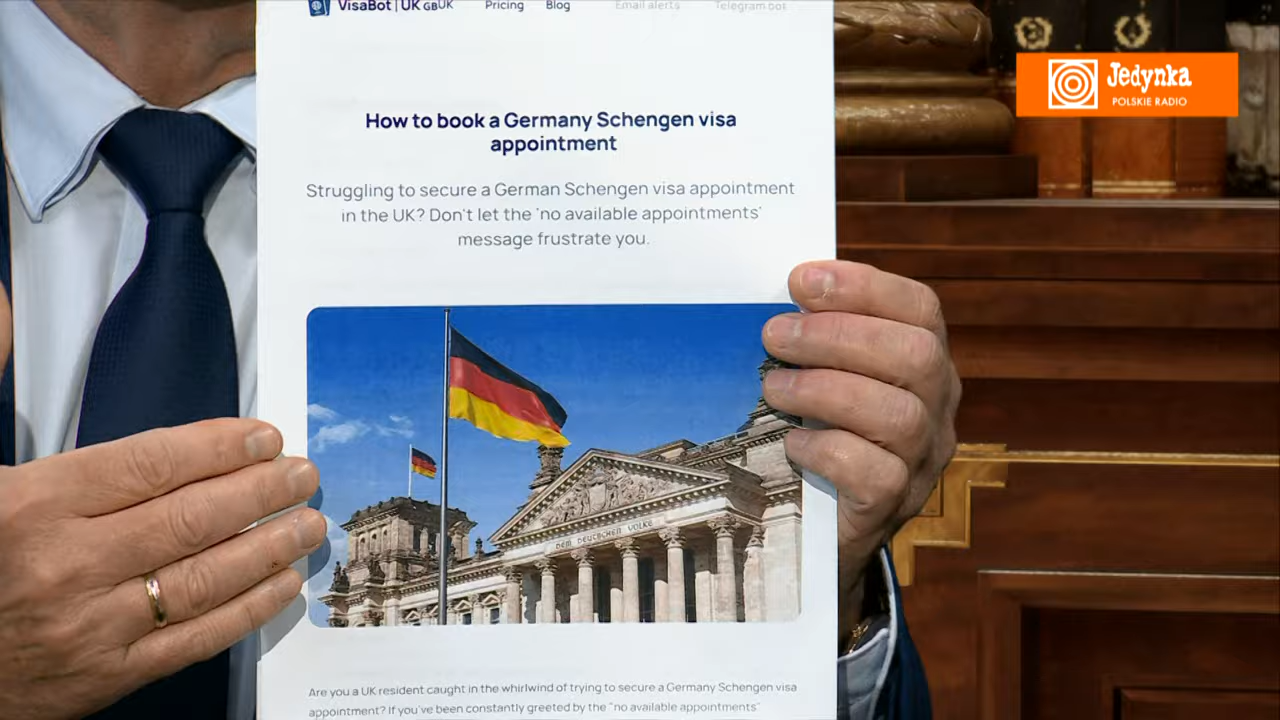 VisaBot | UK GBUK Pricing Blog Email alerts Telegram bot
Jedynka
POLSKIE RADIO
How to book a Germany Schengen visa
appointment
Struggling to secure a German Schengen visa appointment
in the UK? Don't let the 'no available appointments'
message frustrate you.
DEM DEUTSCHEN VOLKE
Are you a UK resident caught in the whirlwind of trying to secure a Germany Schengen visa
appointment? If you've been constantly greeted by the "no available appointments"